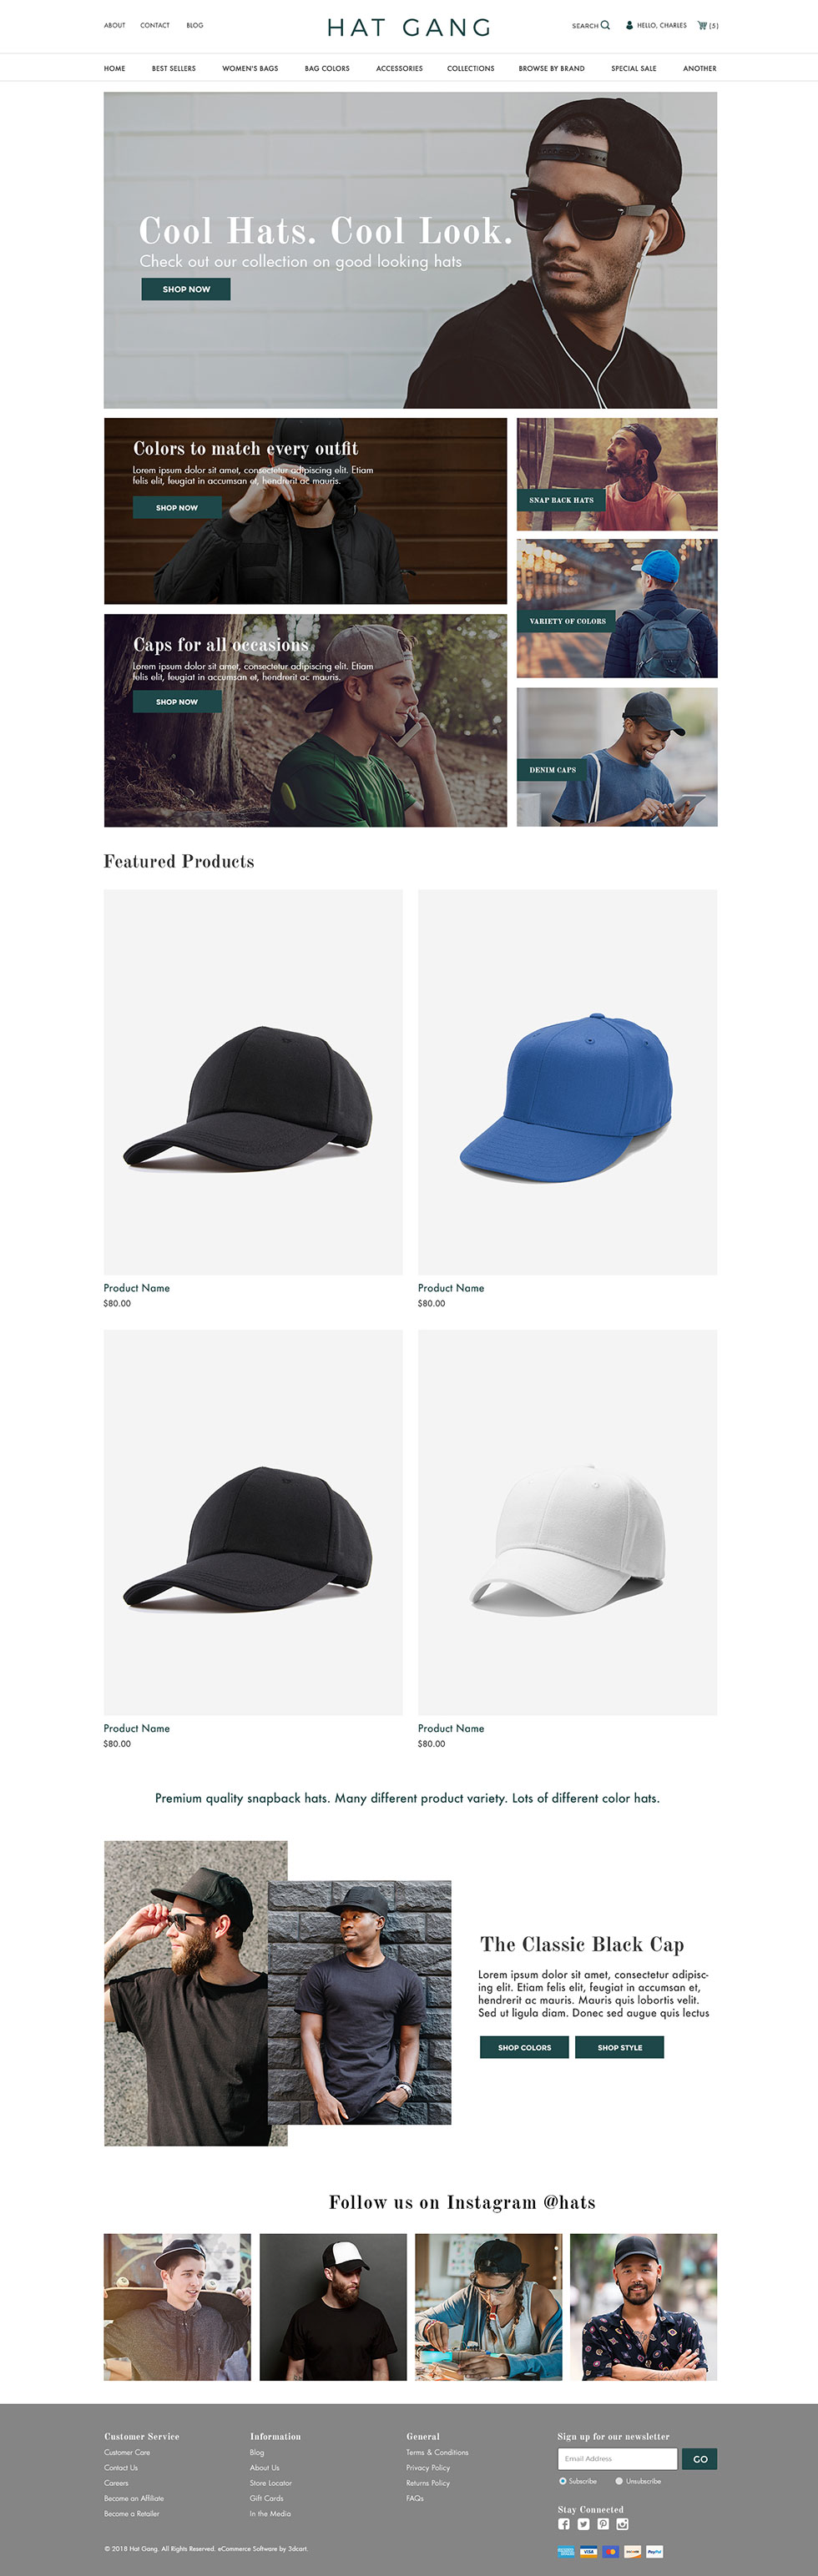 ABOUT CONTACT BLOG
HAT GANG
SEARCH HELLO, CHARLES (5)
HOME BEST SELLERS WOMEN'S BAGS BAG COLORS ACCESSORIES COLLECTIONS BROWSE BY BRAND SPECIAL SALE ANOTHER
Cool Hats. Cool Look.
Check out our collection on good looking hats
SHOP NOW
Colors to match every outfit
Lorem ipsum dolor sit amet, consectetur adipiscing elit. Etiam
felis elit, feugiat in accumsan et, hendrerit ac mauris.
SHOP NOW
SNAP BACK HATS
VARIETY OF COLORS
Caps for all occasions
Lorem ipsum dolor sit amet, consectetur adipiscing elit. Etiam
felis elit, feugiat in accumsan et, hendrerit ac mauris.
SHOP NOW
DENIM CAPS
Featured Products
Product Name
$80.00
Product Name
$80.00
Product Name
$80.00
Product Name
$80.00
Premium quality snapback hats. Many different product variety. Lots of different color hats.
The Classic Black Cap
Lorem ipsum dolor sit amet, consectetur adipisc-
ing elit. Etiam felis elit, feugiat in accumsan et,
hendrerit ac mauris. Mauris quis lobortis velit.
Sed ut ligula diam. Donec sed augue quis lectus
SHOP COLORS SHOP STYLE
Follow us on Instagram @hats
Customer Service
Customer Care
Contact Us
Careers
Become an Affiliate
Become a Retailer
Information
Blog
About Us
Store Locator
Gift Cards
In the Media
General
Terms & Conditions
Privacy Policy
Returns Policy
FAQs
Sign up for our newsletter
Email Address GO
Subscribe Unsubscribe
Stay Connected
© 2018 Hat Gang. All Rights Reserved. eCommerce Software by 3dcart.
VISA
PayPal